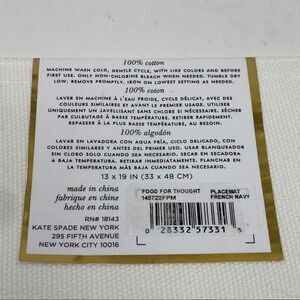 100% cotton
MACHINE WASH COLD, GENTLE CYCLE, WITH LIKE COLORS AND BEFORE
FIRST USE. ONLY NON-CHLORINE BLEACH WHEN NEEDED. TUMBLE DRY
LOW, REMOVE PROMPTLY. IRON ON LOWEST SETTING AS NEEDED.
100% coton
LAVER EN MACHINE À L'EAU FROIDE, CYCLE DÉLICAT, AVEC
COULEURS SIMILAIRES ET AVANT LE PREMIER USAGE. UTILISER
UNIQUEMENT UN JAVELLISANT SANS CHLORE SI NÉCESSAIRE. SÉCHER
PAR CULBUTAGE À BASSE TEMPÉRATURE, RETIRER RAPIDEMENT.
REPASSER À LA PLUS BASSE TEMPÉRATURE, AU BESOIN.
100% algodón
LAVAR EN LAVADORA CON AGUA FRÍA, CICLO DELICADO, CON
COLORES SIMILARES Y ANTES DEL PRIMER USO. USAR BLANQUEADOR
SIN CLORO SOLO CUANDO SEA NECESARIO. SECAR EN SECADORA
A BAJA TEMPERATURA, RETIRAR INMEDIATAMENTE. PLANCHAR EN
LA TEMPERATURA MÁS BAJA, SI ES NECESARIO.
13 x 19 IN (33 x 48 CM)
made in china
fabrique en chine
hecho en china
RN# 18143
KATE SPADE NEW YORK
295 FIFTH AVENUE
NEW YORK CITY 10016
FOOD FOR THOUGHT PLACEMAT
FRENCH NAVY
0 28332 57331